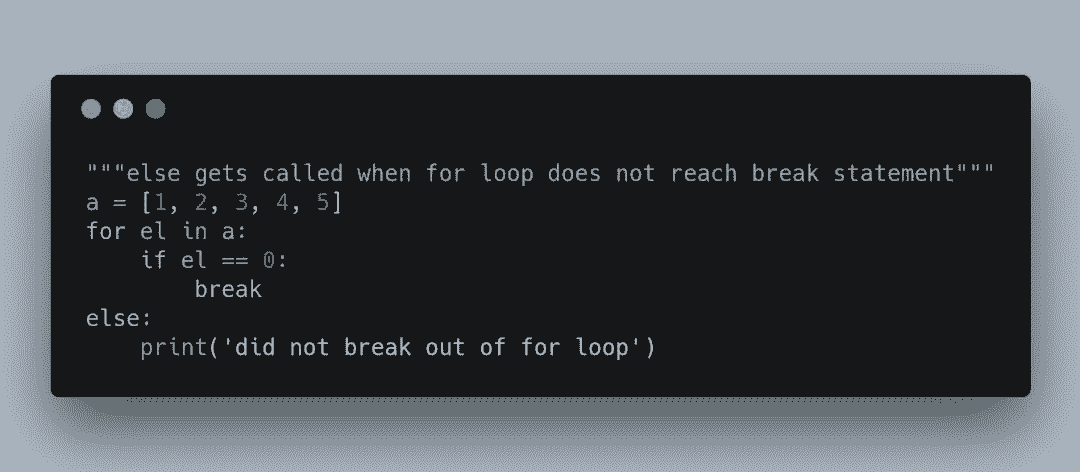 """else gets called when for loop does not reach break statement"""
a = [1, 2, 3, 4, 5]
for el in a:
    if el == 0:
        break
else:
    print('did not break out of for loop')